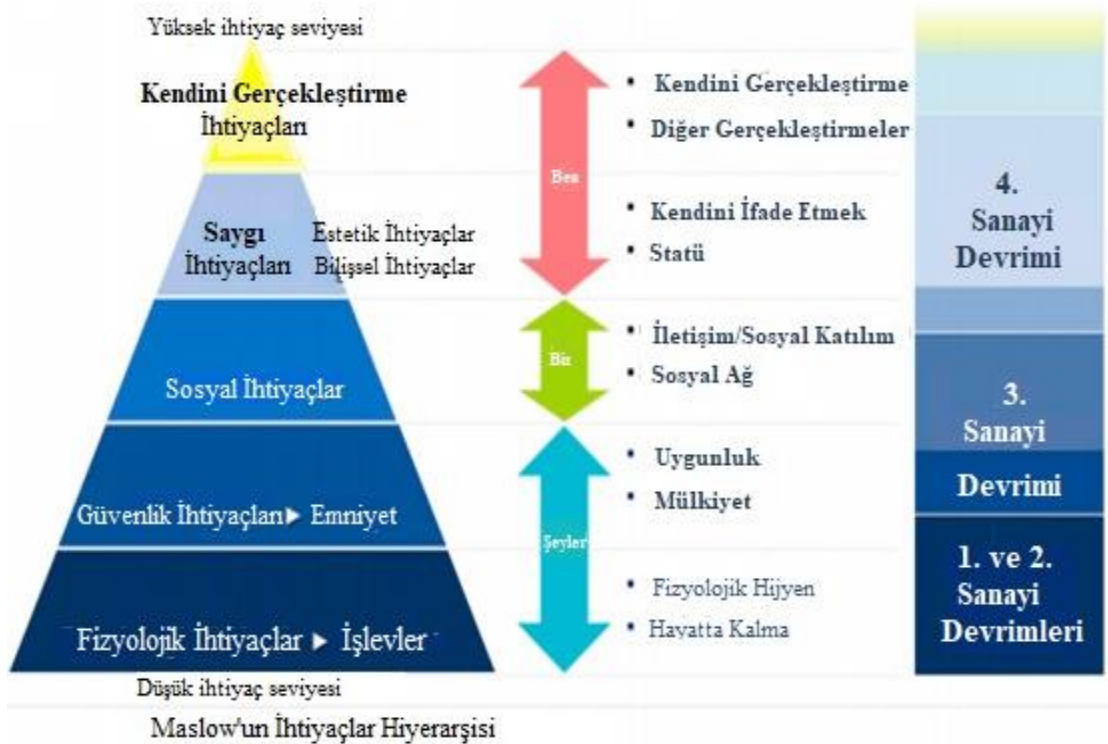 Yüksek ihtiyaç seviyesi
Kendini Gerçekleştirme
İhtiyaçları
Saygı
İhtiyaçları
Estetik İhtiyaçlar
Bilişsel İhtiyaçlar
Sosyal İhtiyaçlar
Güvenlik İhtiyaçları ▶ Emniyet
Fizyolojik İhtiyaçlar ▶ İşlevler
Düşük ihtiyaç seviyesi
Maslow'un İhtiyaçlar Hiyerarşisi
Ben
Biz
Şeyler
• Kendini Gerçekleştirme
• Diğer Gerçekleştirmeler
• Kendini İfade Etmek
• Statü
• İletişim/Sosyal Katılım
• Sosyal Ağ
• Uygunluk
• Mülkiyet
• Fizyolojik Hijyen
• Hayatta Kalma
4.
Sanayi
Devrimi
3.
Sanayi
Devrimi
1. ve 2.
Sanayi
Devrimleri